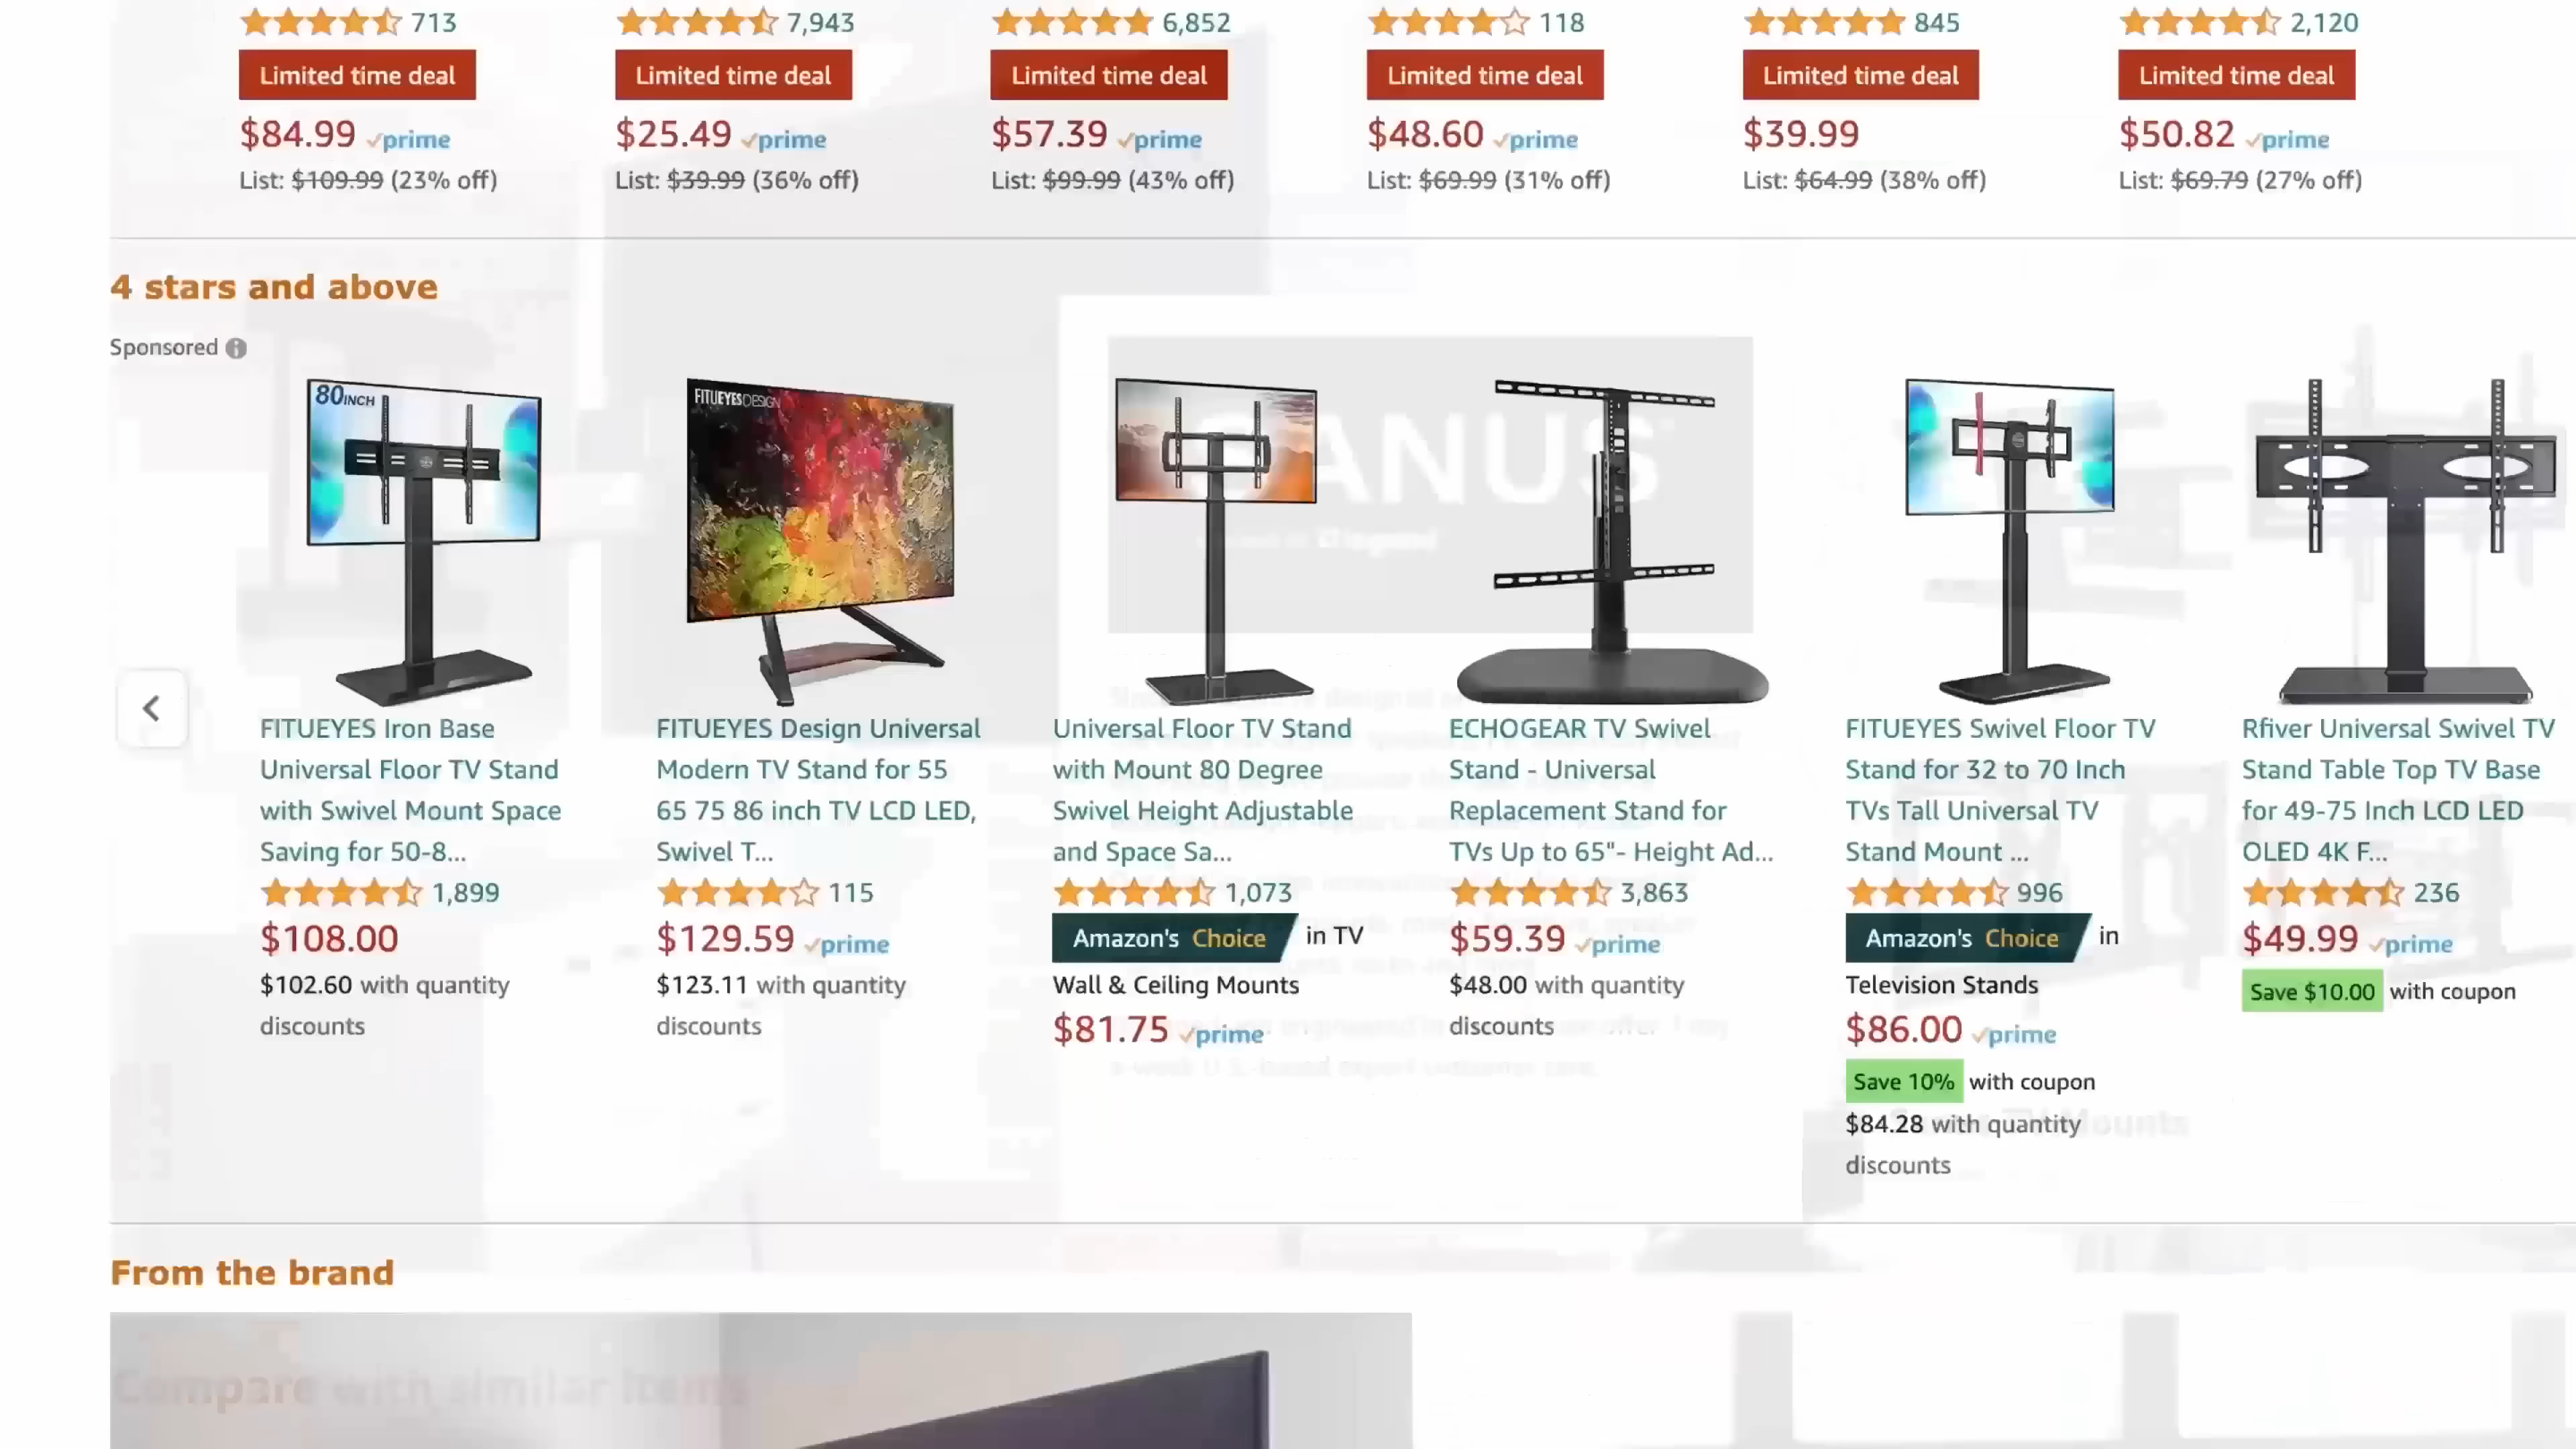 713 7,943 6,852 118 845 2,120
Limited time deal Limited time deal Limited time deal Limited time deal Limited time deal Limited time deal
$84.99 prime $25.49 prime $57.39 prime $48.60 prime $39.99 $50.82 prime
List: $109.99 (23% off) List: $39.99 (36% off) List: $99.99 (43% off) List: $69.99 (31% off) List: $64.99 (38% off) List: $69.79 (27% off)
4 stars and above
Sponsored
80 INCH
FITUEYES DESIGN
ANUS
FITUEYES Iron Base
Universal Floor TV Stand
with Swivel Mount Space
Saving for 50-8...
1,899
$108.00
$102.60 with quantity
discounts
FITUEYES Design Universal
Modern TV Stand for 55
65 75 86 inch TV LCD LED,
Swivel T...
115
$129.59 prime
$123.11 with quantity
discounts
Universal Floor TV Stand
with Mount 80 Degree
Swivel Height Adjustable
and Space Sa...
1,073
Amazon's Choice in TV
Wall & Ceiling Mounts
$81.75 prime
ECHOGEAR TV Swivel
Stand - Universal
Replacement Stand for
TVs Up to 65"- Height Ad...
3,863
$59.39 prime
$48.00 with quantity
discounts
FITUEYES Swivel Floor TV
Stand for 32 to 70 Inch
TVs Tall Universal TV
Stand Mount ...
996
Amazon's Choice in
Television Stands
$86.00 prime
Save 10% with coupon
$84.28 with quantity
discounts
Rfiver Universal Swivel TV
Stand Table Top TV Base
for 49-75 Inch LCD LED
OLED 4K F...
236
$49.99 prime
Save $10.00 with coupon
TV Mounts
From the brand
Compare with similar items